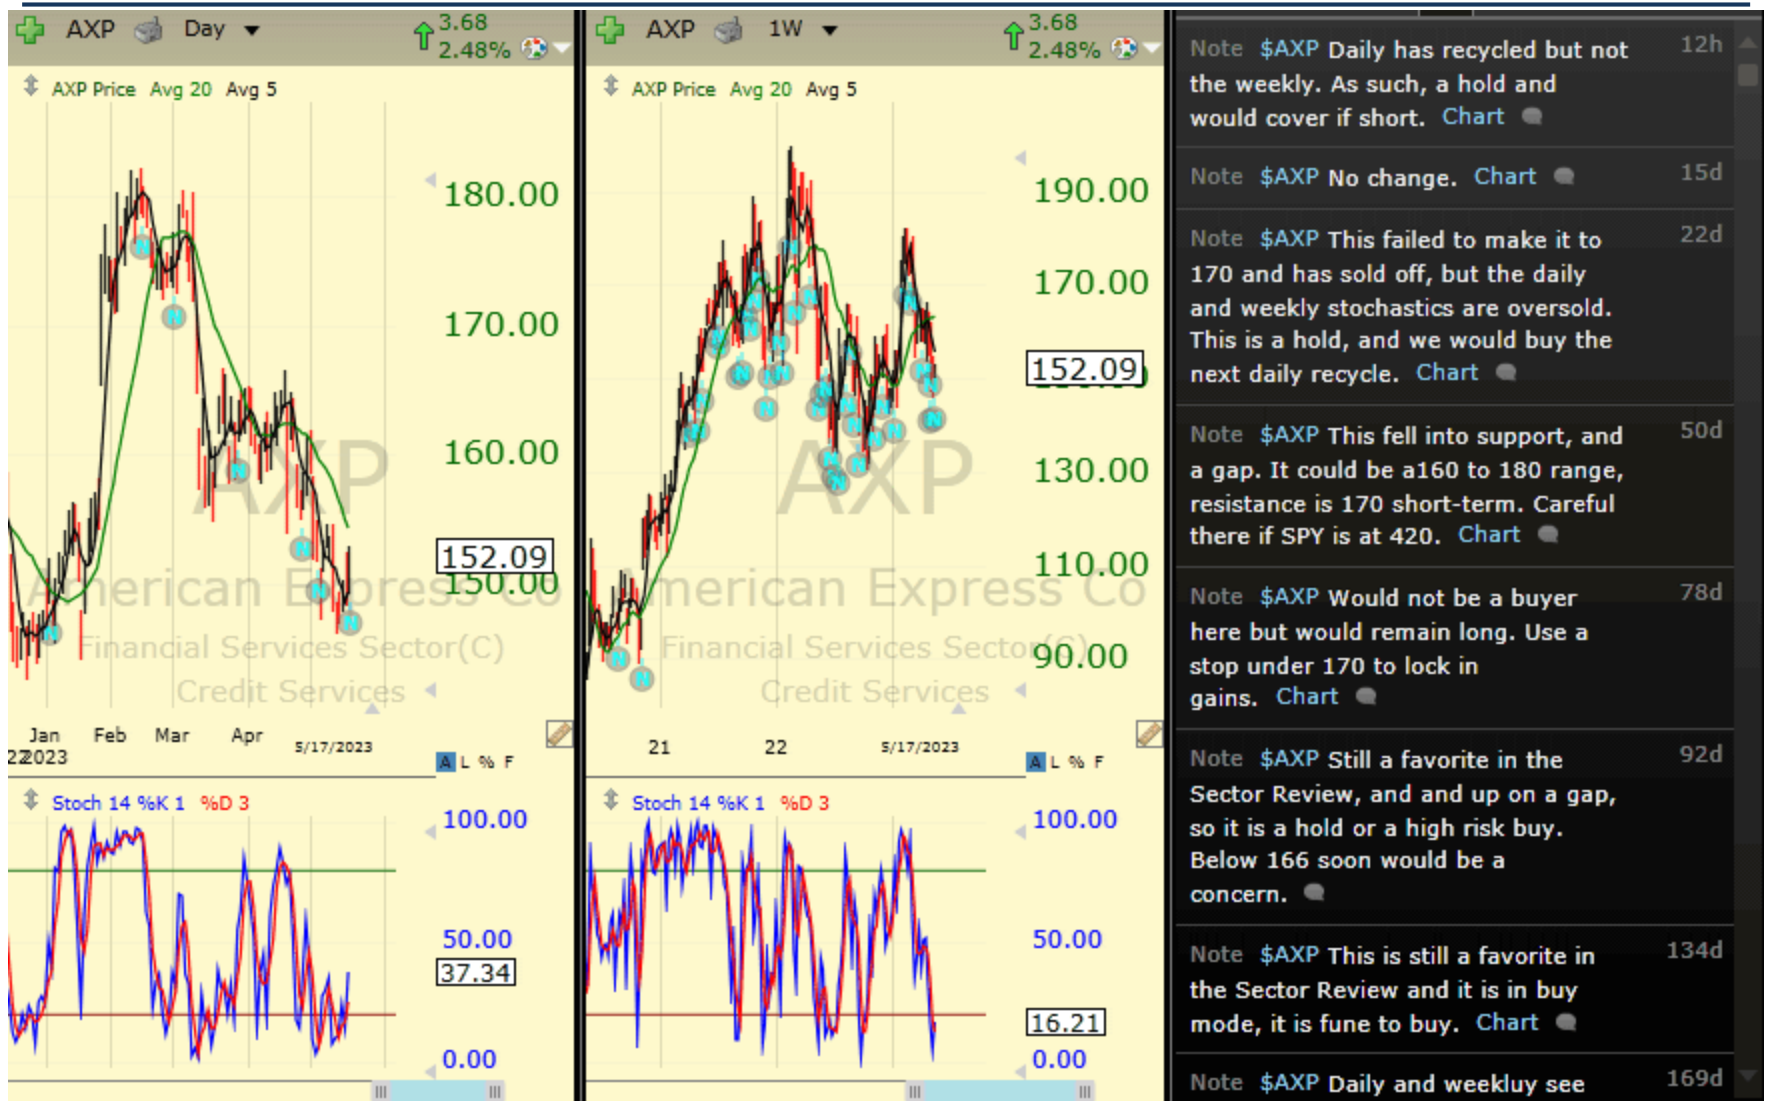 AXP Day 3.68
2.48%
AXP Price Avg 20 Avg 5
180.00
170.00
160.00
AXP
152.09
150.00
American Express Co
Financial Services Sector(C)
Credit Services
Jan Feb Mar Apr 5/17/2023
22 2023
A L % F
Stoch 14 %K 1 %D 3
100.00
50.00
37.34
0.00
AXP 1W 3.68
2.48%
AXP Price Avg 20 Avg 5
190.00
170.00
152.09
130.00
AXP
110.00
American Express Co
Financial Services Sector(C)
90.00
Credit Services
21 22 5/17/2023
A L % F
Stoch 14 %K 1 %D 3
100.00
50.00
16.21
0.00
Note $AXP Daily has recycled but not 12h
the weekly. As such, a hold and
would cover if short. Chart
Note $AXP No change. Chart 15d
Note $AXP This failed to make it to 22d
170 and has sold off, but the daily
and weekly stochastics are oversold.
This is a hold, and we would buy the
next daily recycle. Chart
Note $AXP This fell into support, and 50d
a gap. It could be a160 to 180 range,
resistance is 170 short-term. Careful
there if SPY is at 420. Chart
Note $AXP Would not be a buyer 78d
here but would remain long. Use a
stop under 170 to lock in
gains. Chart
Note $AXP Still a favorite in the 92d
Sector Review, and and up on a gap,
so it is a hold or a high risk buy.
Below 166 soon would be a
concern.
Note $AXP This is still a favorite in 134d
the Sector Review and it is in buy
mode, it is fune to buy. Chart
Note $AXP Daily and weekluy see 169d